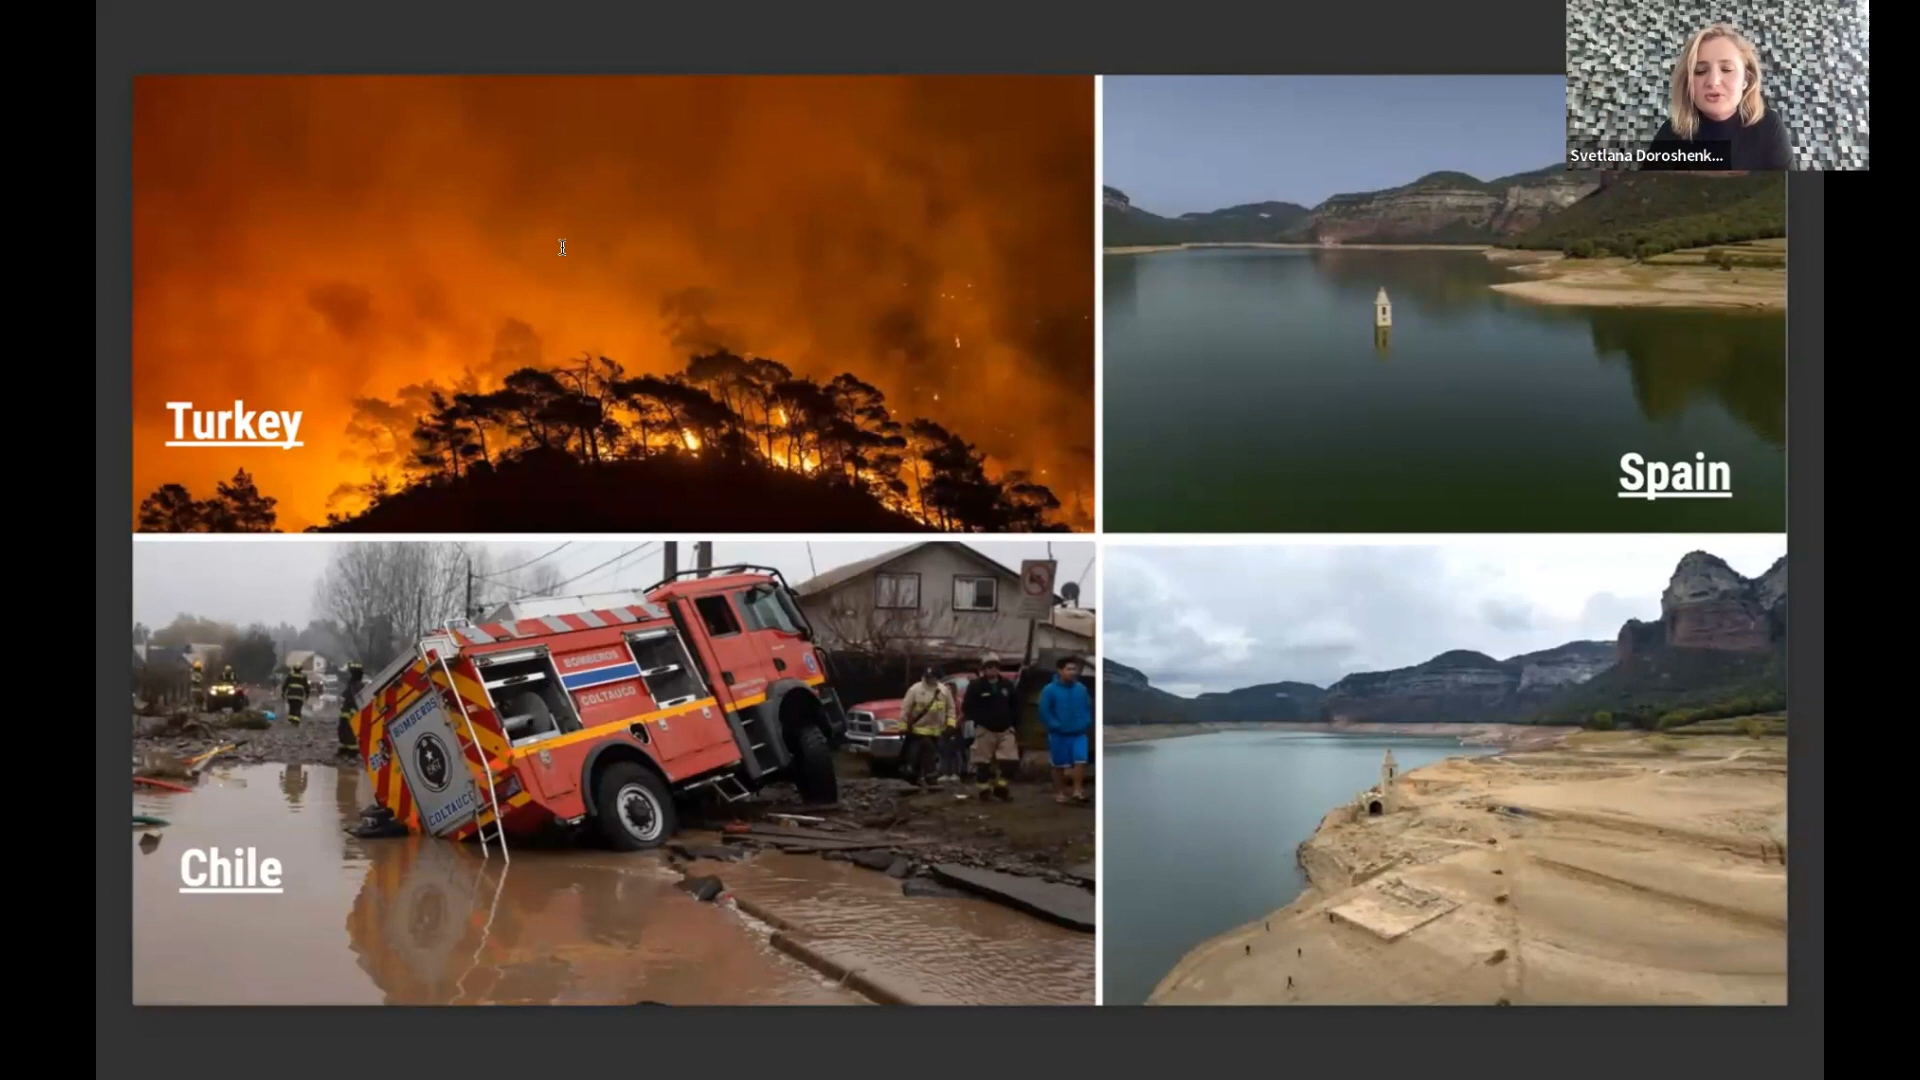 Svetlana Doroshenk...
Turkey
Spain
BOMBEROS
COLTAUCO
BOMBEROS
COLTAUCO
Chile